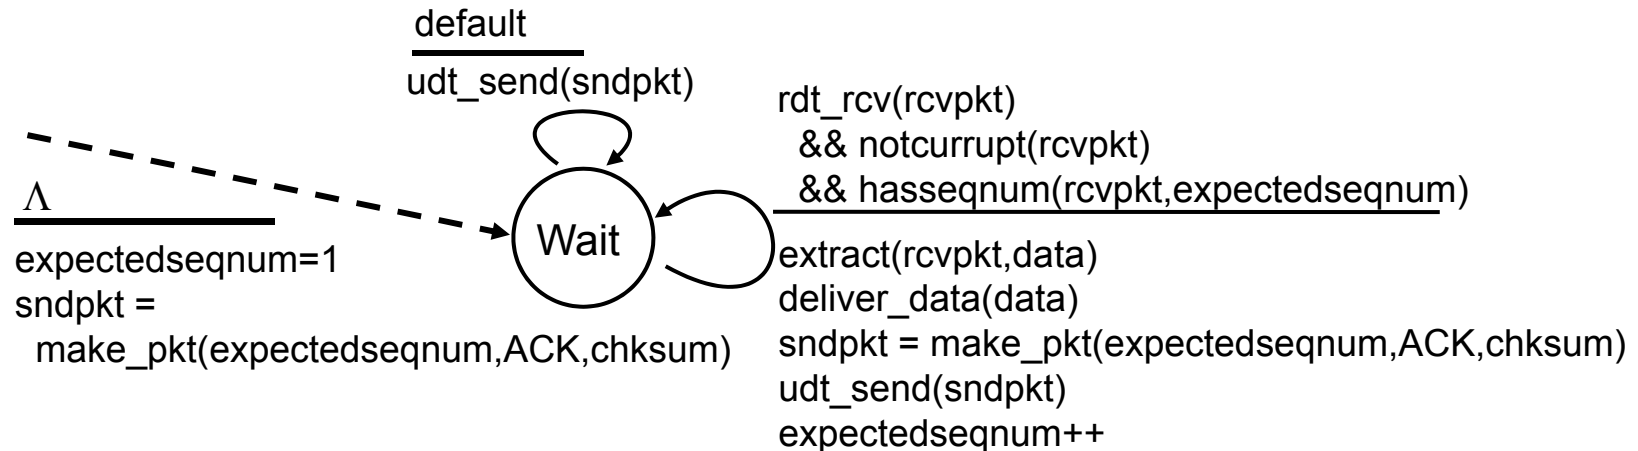 default
udt_send(sndpkt)
rdt_rcv(rcvpkt)
&& notcurrupt(rcvpkt)
&& hasseqnum(rcvpkt,expectedseqnum)
Λ
Wait
expectedseqnum=1
sndpkt =
make_pkt(expectedseqnum,ACK,chksum)
extract(rcvpkt,data)
deliver_data(data)
sndpkt = make_pkt(expectedseqnum,ACK,chksum)
udt_send(sndpkt)
expectedseqnum++